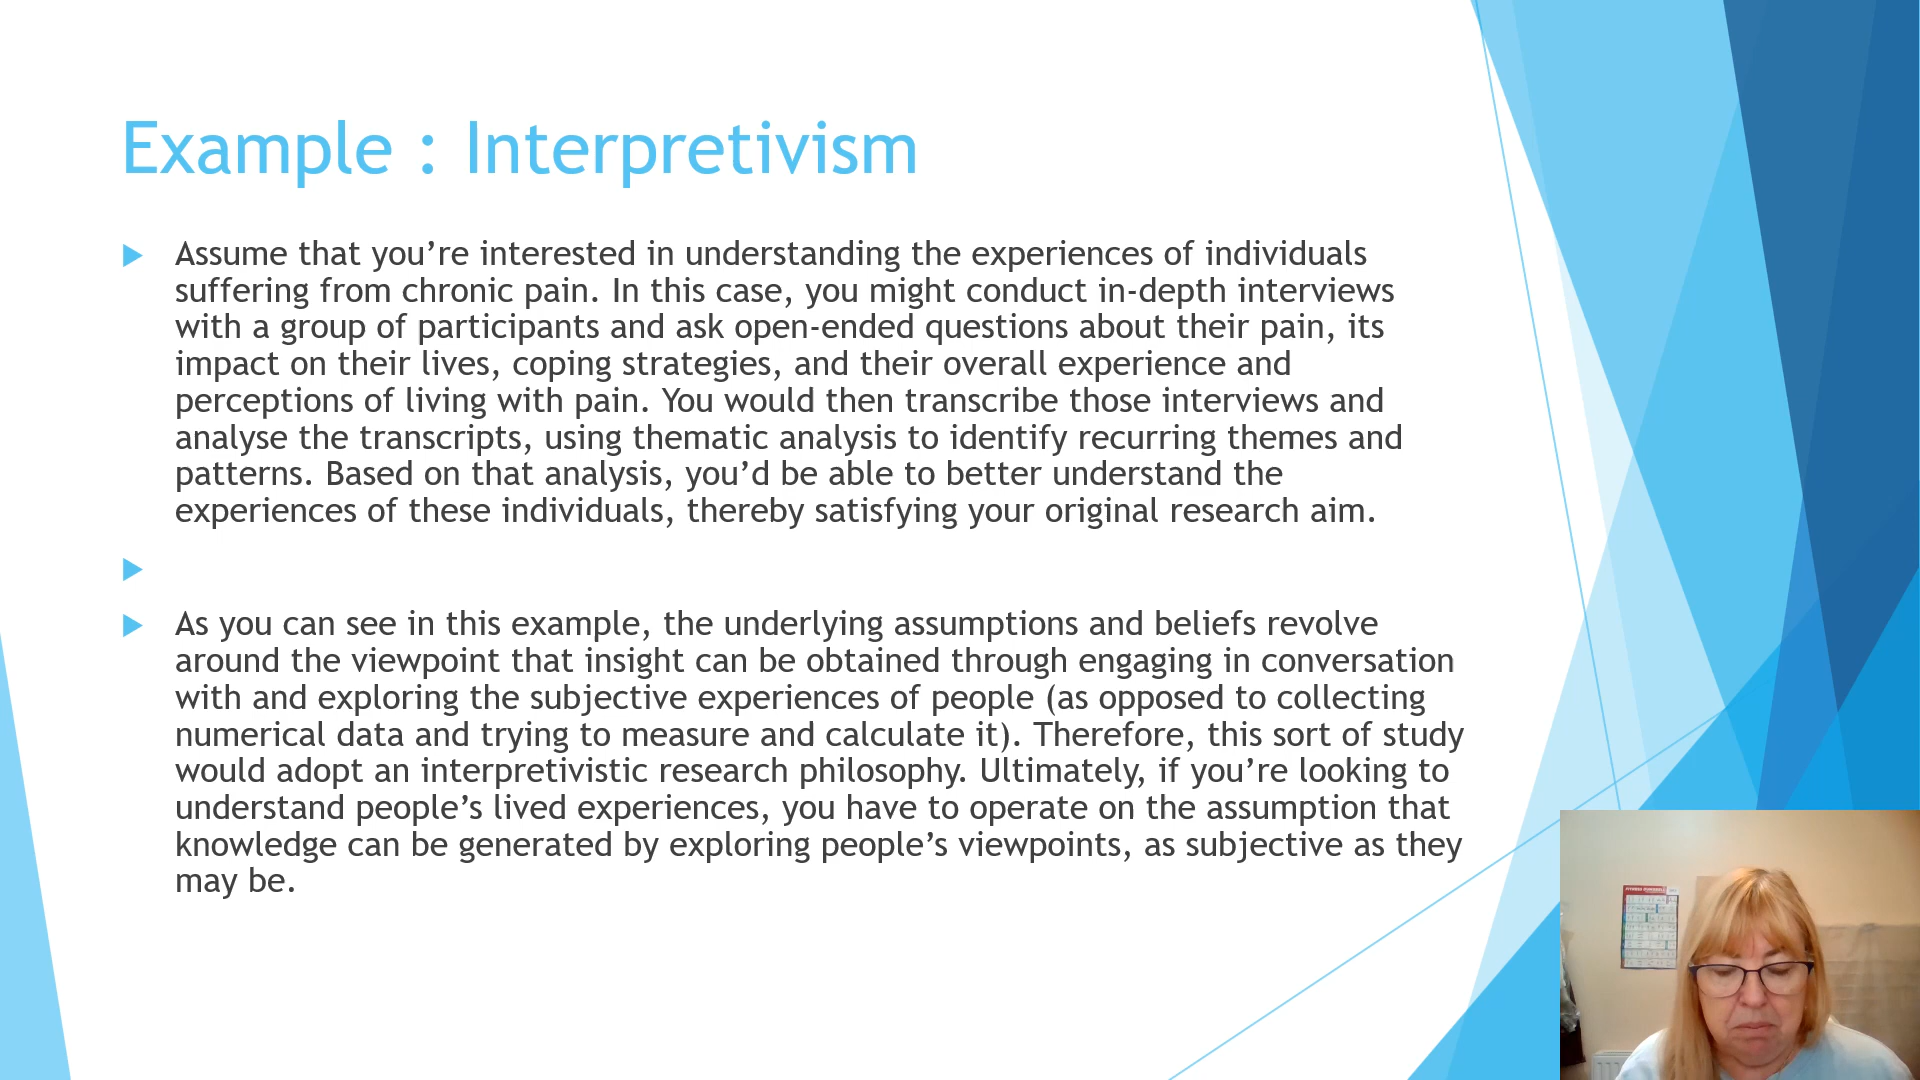 Example : Interpretivism
Assume that you’re interested in understanding the experiences of individuals
suffering from chronic pain. In this case, you might conduct in-depth interviews
with a group of participants and ask open-ended questions about their pain, its
impact on their lives, coping strategies, and their overall experience and
perceptions of living with pain. You would then transcribe those interviews and
analyse the transcripts, using thematic analysis to identify recurring themes and
patterns. Based on that analysis, you’d be able to better understand the
experiences of these individuals, thereby satisfying your original research aim.
As you can see in this example, the underlying assumptions and beliefs revolve
around the viewpoint that insight can be obtained through engaging in conversation
with and exploring the subjective experiences of people (as opposed to collecting
numerical data and trying to measure and calculate it). Therefore, this sort of study
would adopt an interpretivistic research philosophy. Ultimately, if you’re looking to
understand people’s lived experiences, you have to operate on the assumption that
knowledge can be generated by exploring people’s viewpoints, as subjective as they
may be.